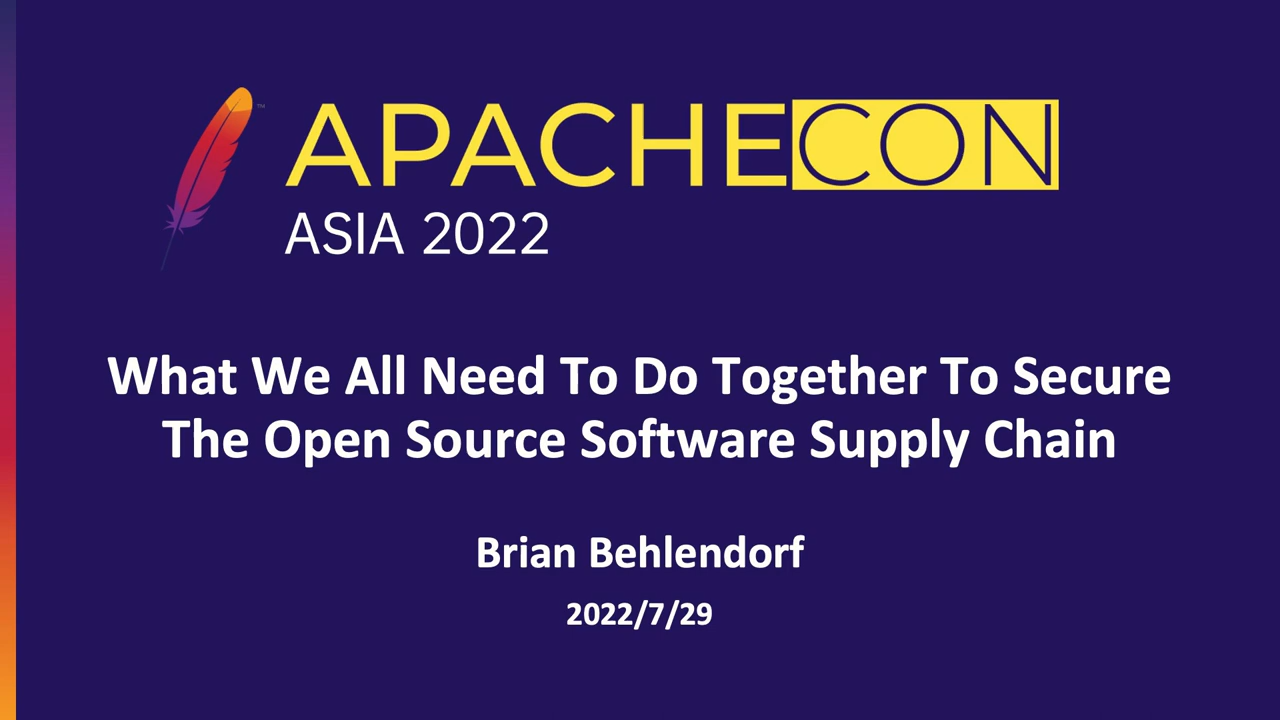 APACHECON
ASIA 2022
What We All Need To Do Together To Secure
The Open Source Software Supply Chain
Brian Behlendorf
2022/7/29